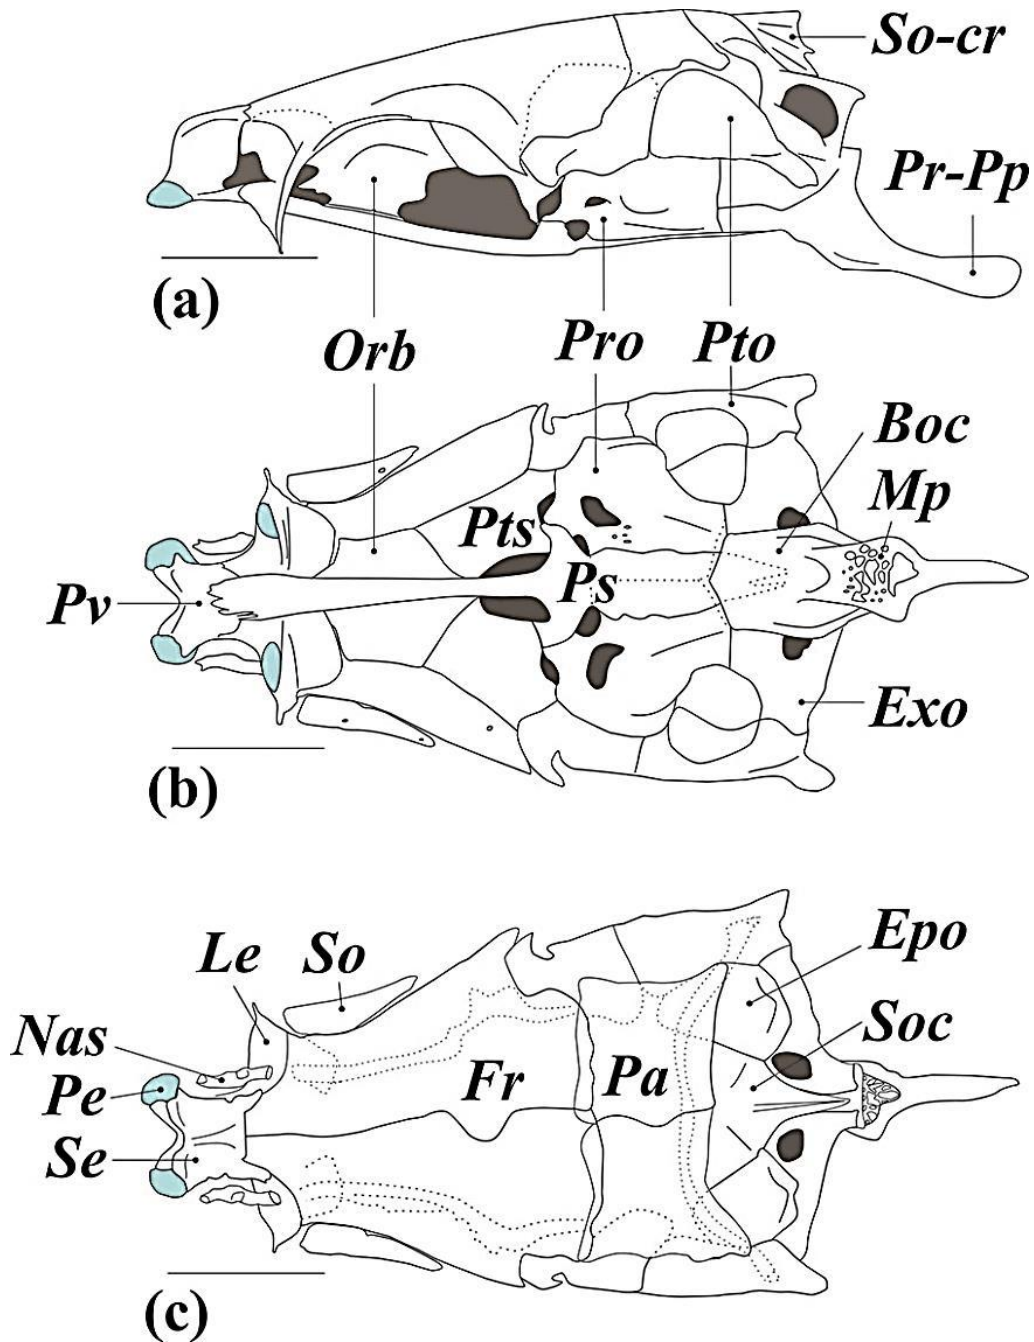 So-cr
Pr-Pp
(a)
Orb
Pro
Pto
Boc
Mp
Pts
Ps
Pv
Exo
(b)
Epo
Le
So
Soc
Nas
Pe
Fr
Pa
Se
(c)